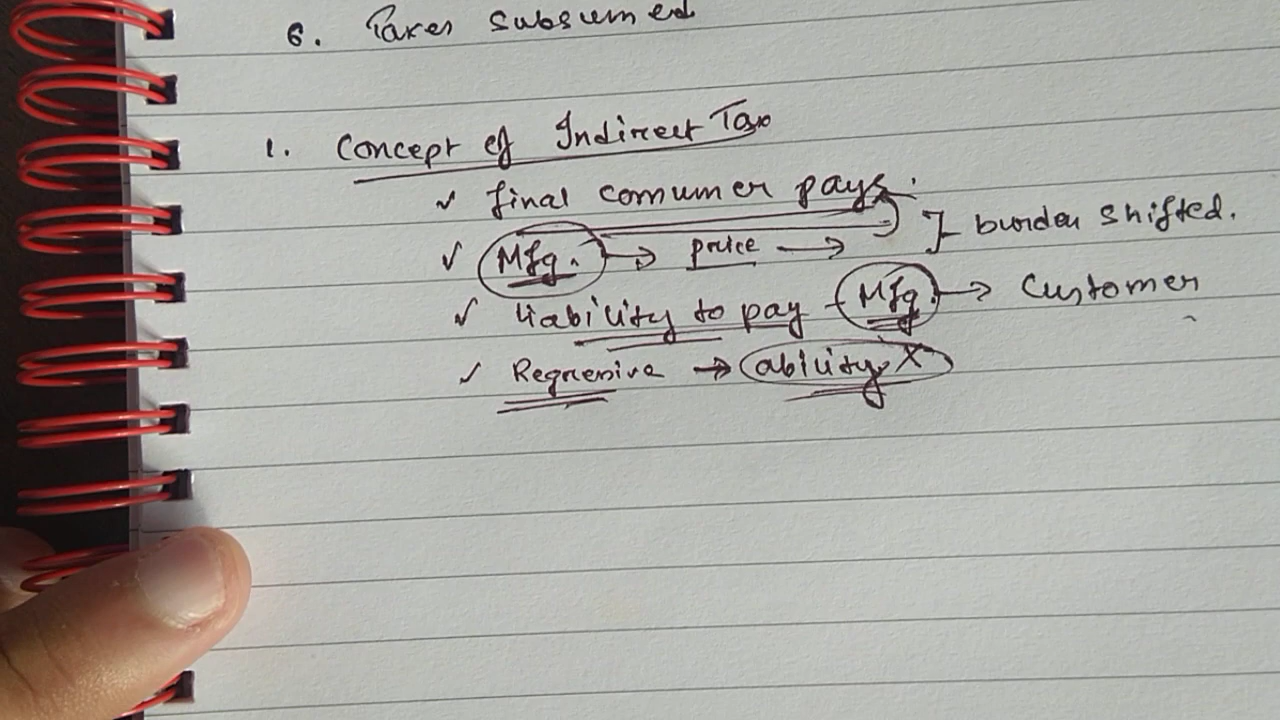 6. Taxes subsumed
1. Concept of Indirect Tax
✓ final consumer pays.
✓ Mfg. → price → } burden shifted.
✓ liability to pay - Mfg. → Customer
✓ Regressive → ability X